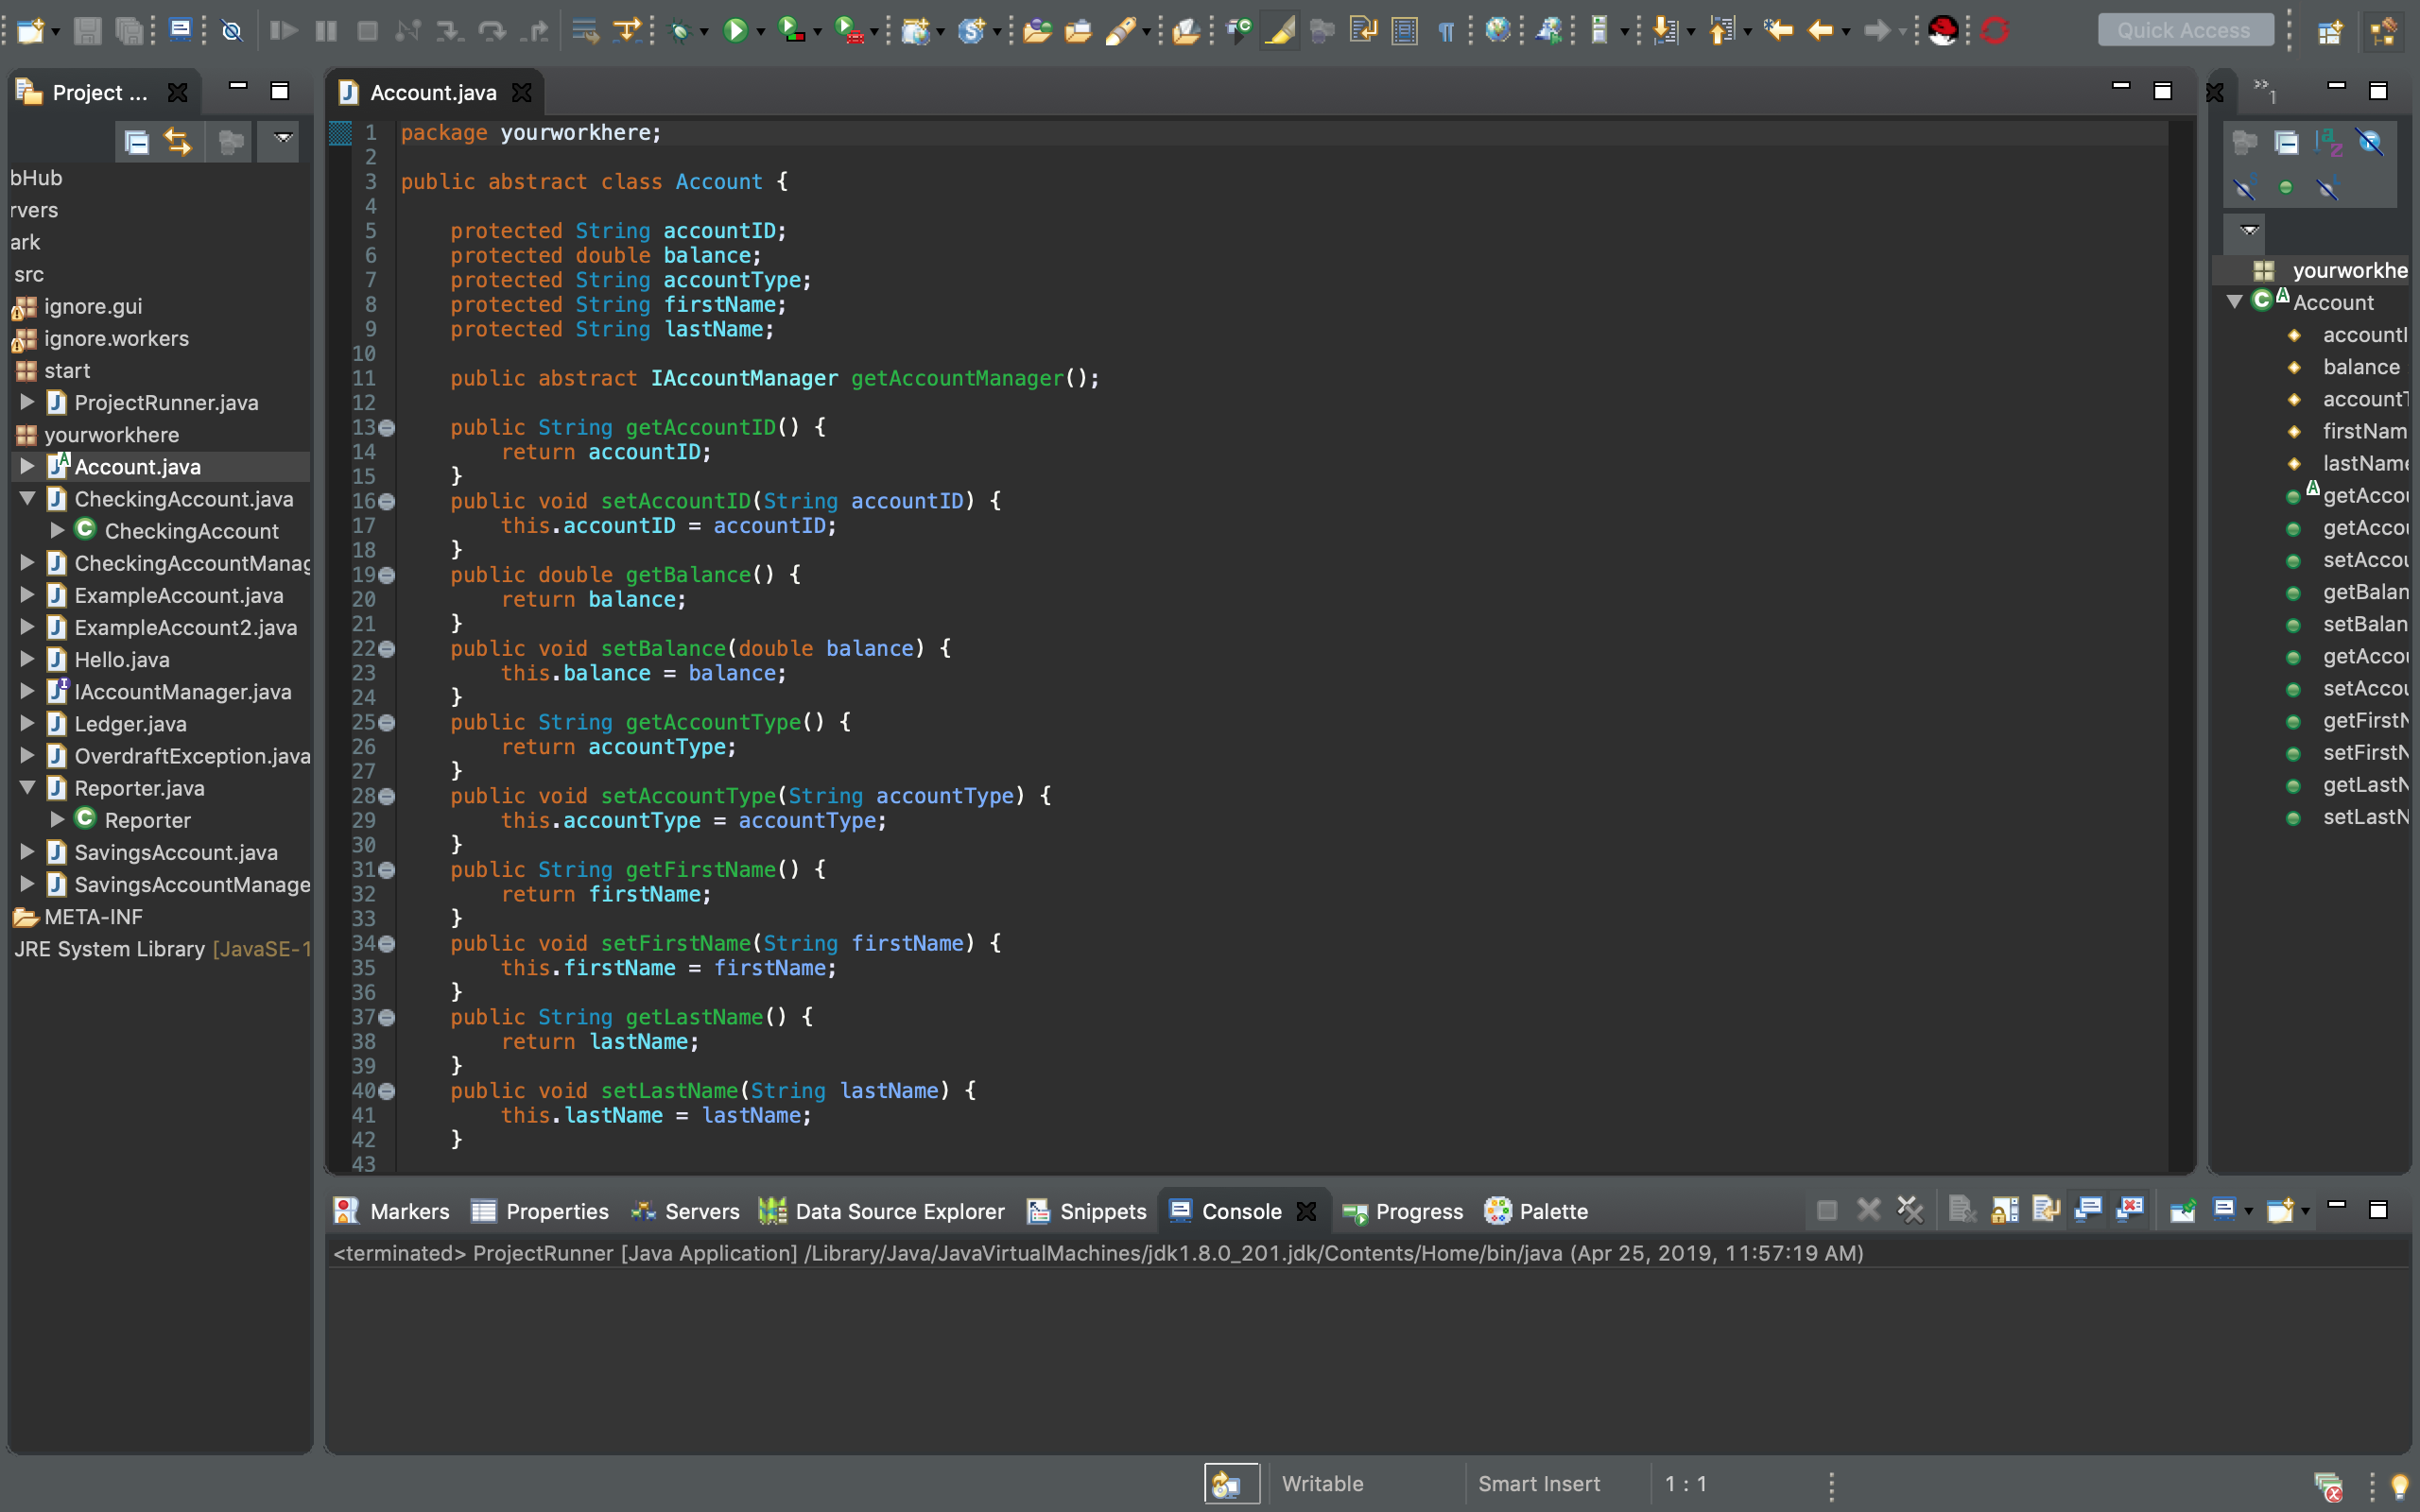 Quick Access
Project ...
bHub
rvers
ark
src
ignore.gui
ignore.workers
start
ProjectRunner.java
yourworkhere
Account.java
CheckingAccount.java
CheckingAccount
CheckingAccountManag
ExampleAccount.java
ExampleAccount2.java
Hello.java
IAccountManager.java
Ledger.java
OverdraftException.java
Reporter.java
Reporter
SavingsAccount.java
SavingsAccountManage
META-INF
JRE System Library [JavaSE-1
Account.java
1 package yourworkhere;
2
3 public abstract class Account {
4
5 protected String accountID;
6 protected double balance;
7 protected String accountType;
8 protected String firstName;
9 protected String lastName;
10
11 public abstract IAccountManager getAccountManager();
12
13 public String getAccountID() {
14 return accountID;
15 }
16 public void setAccountID(String accountID) {
17 this.accountID = accountID;
18 }
19 public double getBalance() {
20 return balance;
21 }
22 public void setBalance(double balance) {
23 this.balance = balance;
24 }
25 public String getAccountType() {
26 return accountType;
27 }
28 public void setAccountType(String accountType) {
29 this.accountType = accountType;
30 }
31 public String getFirstName() {
32 return firstName;
33 }
34 public void setFirstName(String firstName) {
35 this.firstName = firstName;
36 }
37 public String getLastName() {
38 return lastName;
39 }
40 public void setLastName(String lastName) {
41 this.lastName = lastName;
42 }
43
yourworkhe
Account
accountI
balance
accountT
firstNam
lastName
getAccou
getAccou
setAccou
getBalan
setBalan
getAccou
setAccou
getFirstN
setFirstN
getLastN
setLastN
Markers Properties Servers Data Source Explorer Snippets Console Progress Palette
<terminated> ProjectRunner [Java Application] /Library/Java/JavaVirtualMachines/jdk1.8.0_201.jdk/Contents/Home/bin/java (Apr 25, 2019, 11:57:19 AM)
Writable Smart Insert 1 : 1